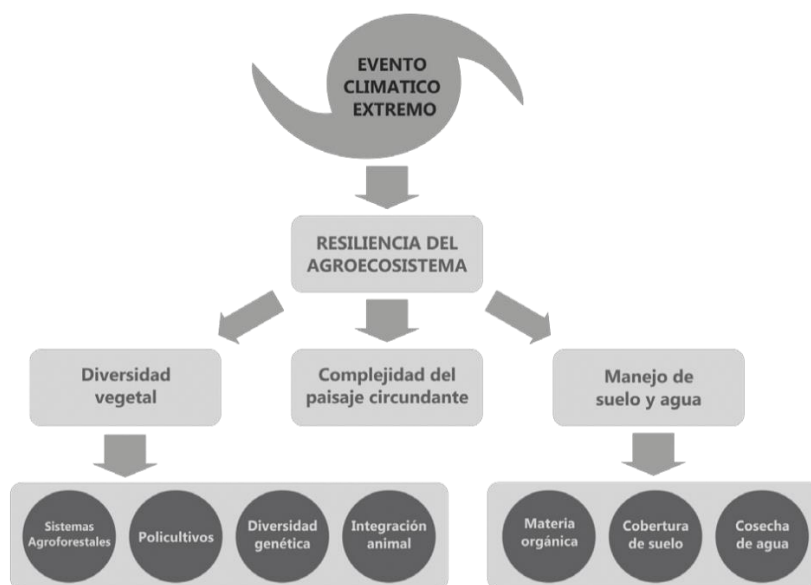 EVENTO
CLIMATICO
EXTREMO
RESILIENCIA DEL
AGROECOSISTEMA
Diversidad
vegetal
Complejidad del
paisaje circundante
Manejo de
suelo y agua
Sistemas
Agroforestales
Policultivos
Diversidad
genética
Integración
animal
Materia
orgánica
Cobertura
de suelo
Cosecha
de agua